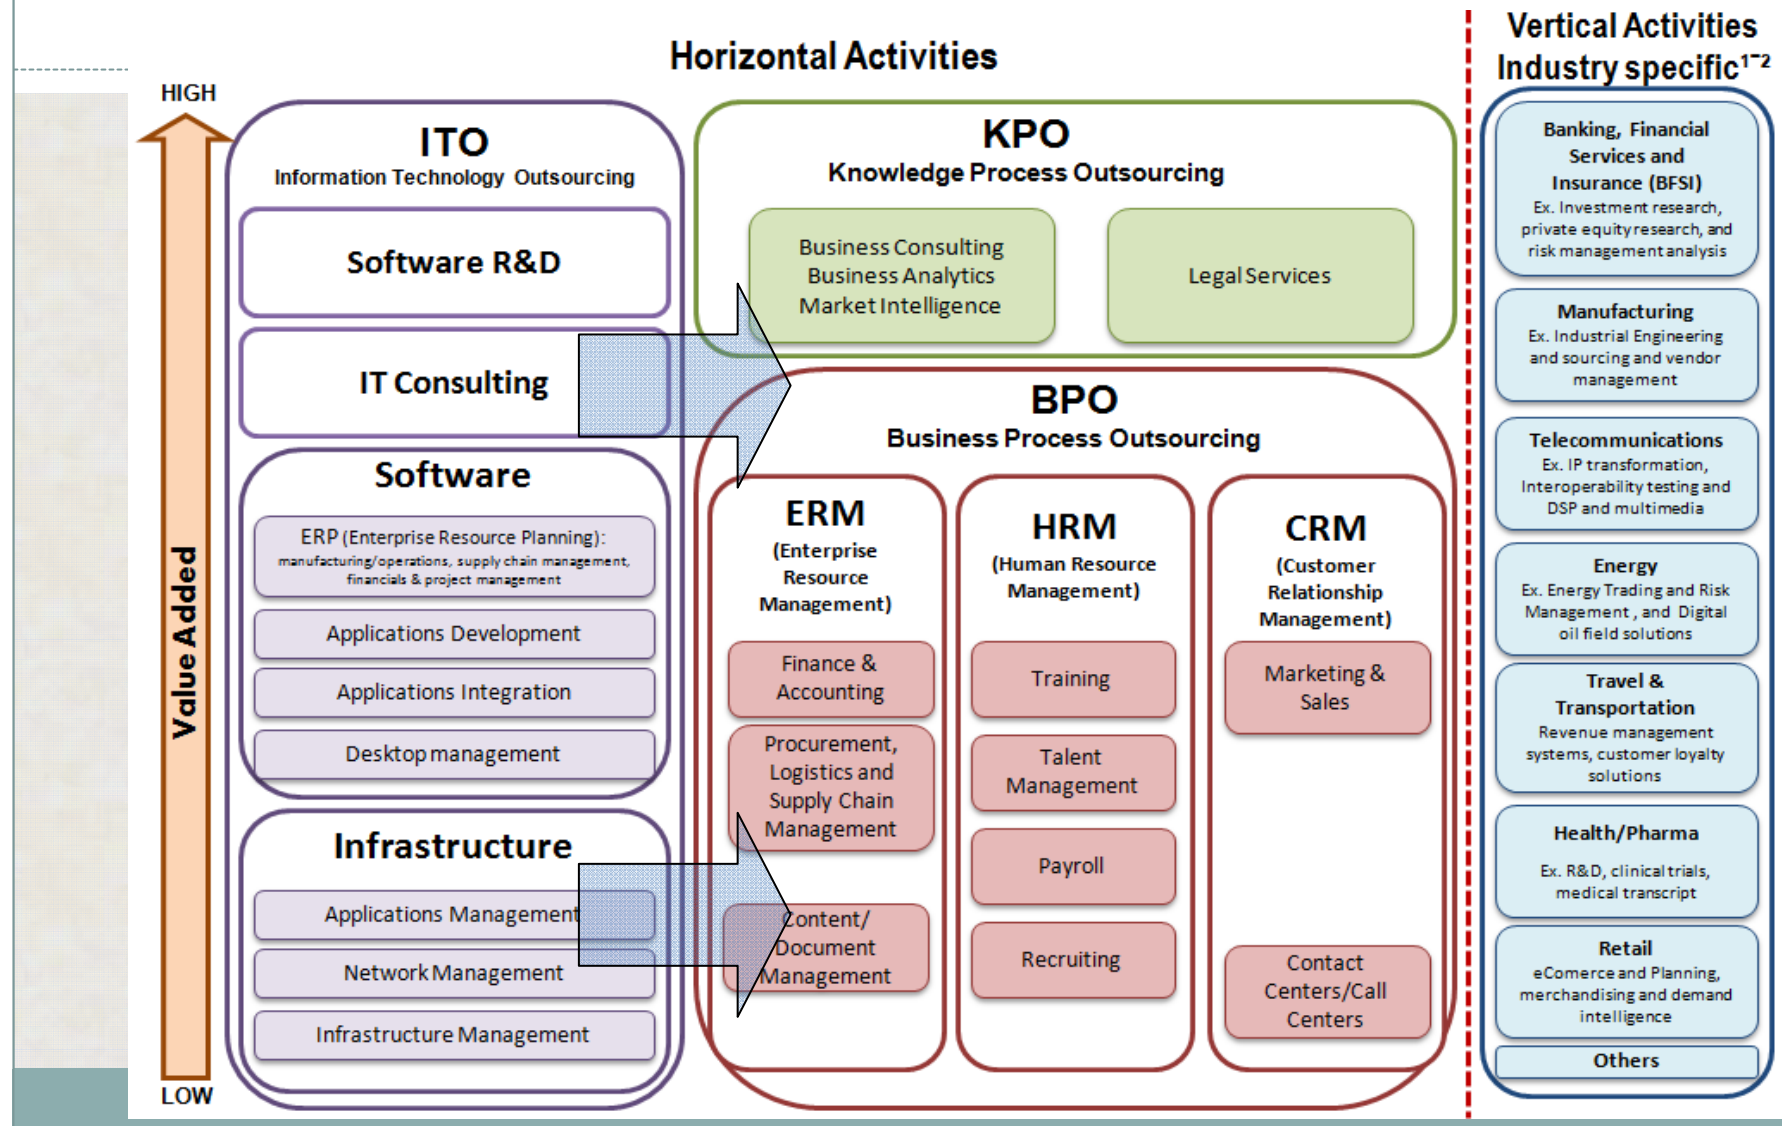 Horizontal Activities
Vertical Activities
Industry specific¹⁻²
HIGH
Value Added
LOW
ITO
Information Technology Outsourcing
Software R&D
IT Consulting
Software
ERP (Enterprise Resource Planning):
manufacturing/operations, supply chain management,
financials & project management
Applications Development
Applications Integration
Desktop management
Infrastructure
Applications Management
Network Management
Infrastructure Management
KPO
Knowledge Process Outsourcing
Business Consulting
Business Analytics
Market Intelligence
Legal Services
BPO
Business Process Outsourcing
ERM
(Enterprise
Resource
Management)
Finance &
Accounting
Procurement,
Logistics and
Supply Chain
Management
Content/
Document
Management
HRM
(Human Resource
Management)
Training
Talent
Management
Payroll
Recruiting
CRM
(Customer
Relationship
Management)
Marketing &
Sales
Contact
Centers/Call
Centers
Banking, Financial
Services and
Insurance (BFSI)
Ex. Investment research,
private equity research, and
risk management analysis
Manufacturing
Ex. Industrial Engineering
and sourcing and vendor
management
Telecommunications
Ex. IP transformation,
Interoperability testing and
DSP and multimedia
Energy
Ex. Energy Trading and Risk
Management , and Digital
oil field solutions
Travel &
Transportation
Revenue management
systems, customer loyalty
solutions
Health/Pharma
Ex. R&D, clinical trials,
medical transcript
Retail
eComerce and Planning,
merchandising and demand
intelligence
Others